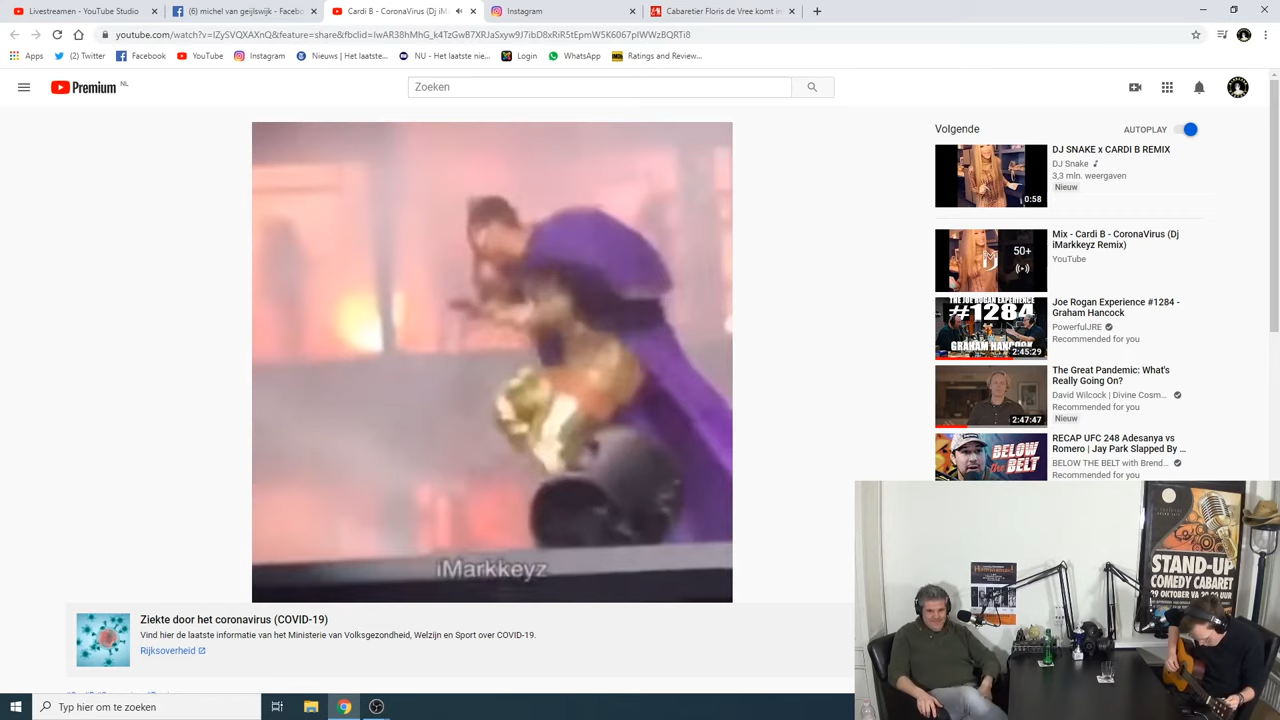 Livestream - YouTube Studio
(6) michel van geijlswijk - Facebo
Cardi B - CoronaVirus (Dj iM
Instagram
Cabaretier Floris de Vree komt in
youtube.com/watch?v=IZySVQXAXnQ&feature=share&fbclid=IwAR38hMhG_k4TzGwB7XRJaSxyw9J7ibD8xRiR5tEpmW5K6067pIWWzBQRTi8
Apps
(2) Twitter
Facebook
YouTube
Instagram
Nieuws | Het laatste...
NU - Het laatste nie...
Login
WhatsApp
Ratings and Review...
Premium NL
Zoeken
Volgende
AUTOPLAY
DJ SNAKE x CARDI B REMIX
DJ Snake
3,3 mln. weergaven
Nieuw
0:58
Mix - Cardi B - CoronaVirus (Dj
iMarkkeyz Remix)
YouTube
50+
Joe Rogan Experience #1284 -
Graham Hancock
PowerfulJRE
Recommended for you
THE JOE ROGAN EXPERIENCE
#1284
GRAHAM HANCOCK
2:45:29
The Great Pandemic: What's
Really Going On?
David Wilcock | Divine Cosm...
Recommended for you
Nieuw
2:47:47
RECAP UFC 248 Adesanya vs
Romero | Jay Park Slapped By ...
BELOW THE BELT with Brend...
Recommended for you
BELOW
the BELT
iMarkkeyz
Ziekte door het coronavirus (COVID-19)
Vind hier de laatste informatie van het Ministerie van Volksgezondheid, Welzijn en Sport over COVID-19.
Rijksoverheid
STAND-UP
COMEDY CABARET
29 OKTOBER VA 20.00 UUR
Typ hier om te zoeken